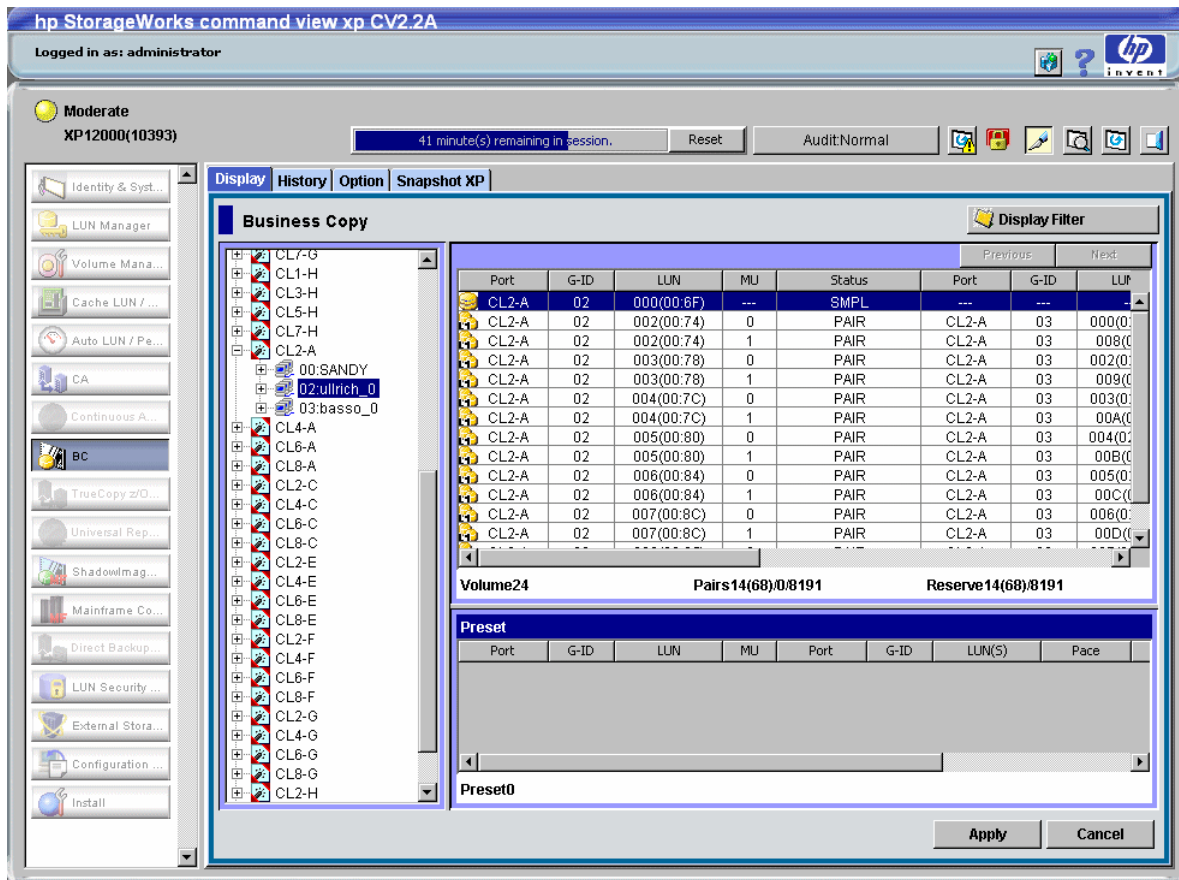 hp StorageWorks command view xp CV2.2A
Logged in as: administrator
hp
invent
Moderate
XP12000(10393)
41 minute(s) remaining in session.
Reset
Audit:Normal
Identity & Syst...
LUN Manager
Volume Mana...
Cache LUN / ...
Auto LUN / Pe...
CA
Continuous A...
BC
TrueCopy z/O...
Universal Rep...
ShadowImag...
Mainframe Co...
Direct Backup...
LUN Security ...
External Stora...
Configuration ...
Install
Display History Option Snapshot XP
Business Copy
Display Filter
CL7-G
CL1-H
CL3-H
CL5-H
CL7-H
CL2-A
00:SANDY
02:ullrich_0
03:basso_0
CL4-A
CL6-A
CL8-A
CL2-C
CL4-C
CL6-C
CL8-C
CL2-E
CL4-E
CL6-E
CL8-E
CL2-F
CL4-F
CL6-F
CL8-F
CL2-G
CL4-G
CL6-G
CL8-G
CL2-H
Previous Next
Port G-ID LUN MU Status Port G-ID LUN
CL2-A 02 000(00:6F) --- SMPL --- ---
CL2-A 02 002(00:74) 0 PAIR CL2-A 03 000(0
CL2-A 02 002(00:74) 1 PAIR CL2-A 03 008(
CL2-A 02 003(00:78) 0 PAIR CL2-A 03 002(0
CL2-A 02 003(00:78) 1 PAIR CL2-A 03 009(
CL2-A 02 004(00:7C) 0 PAIR CL2-A 03 003(0
CL2-A 02 004(00:7C) 1 PAIR CL2-A 03 00A(
CL2-A 02 005(00:80) 0 PAIR CL2-A 03 004(0
CL2-A 02 005(00:80) 1 PAIR CL2-A 03 00B(
CL2-A 02 006(00:84) 0 PAIR CL2-A 03 005(0
CL2-A 02 006(00:84) 1 PAIR CL2-A 03 00C(
CL2-A 02 007(00:8C) 0 PAIR CL2-A 03 006(0
CL2-A 02 007(00:8C) 1 PAIR CL2-A 03 00D(
Volume24 Pairs14(68)/0/8191 Reserve14(68)/8191
Preset
Port G-ID LUN MU Port G-ID LUN(S) Pace
Preset0
Apply Cancel